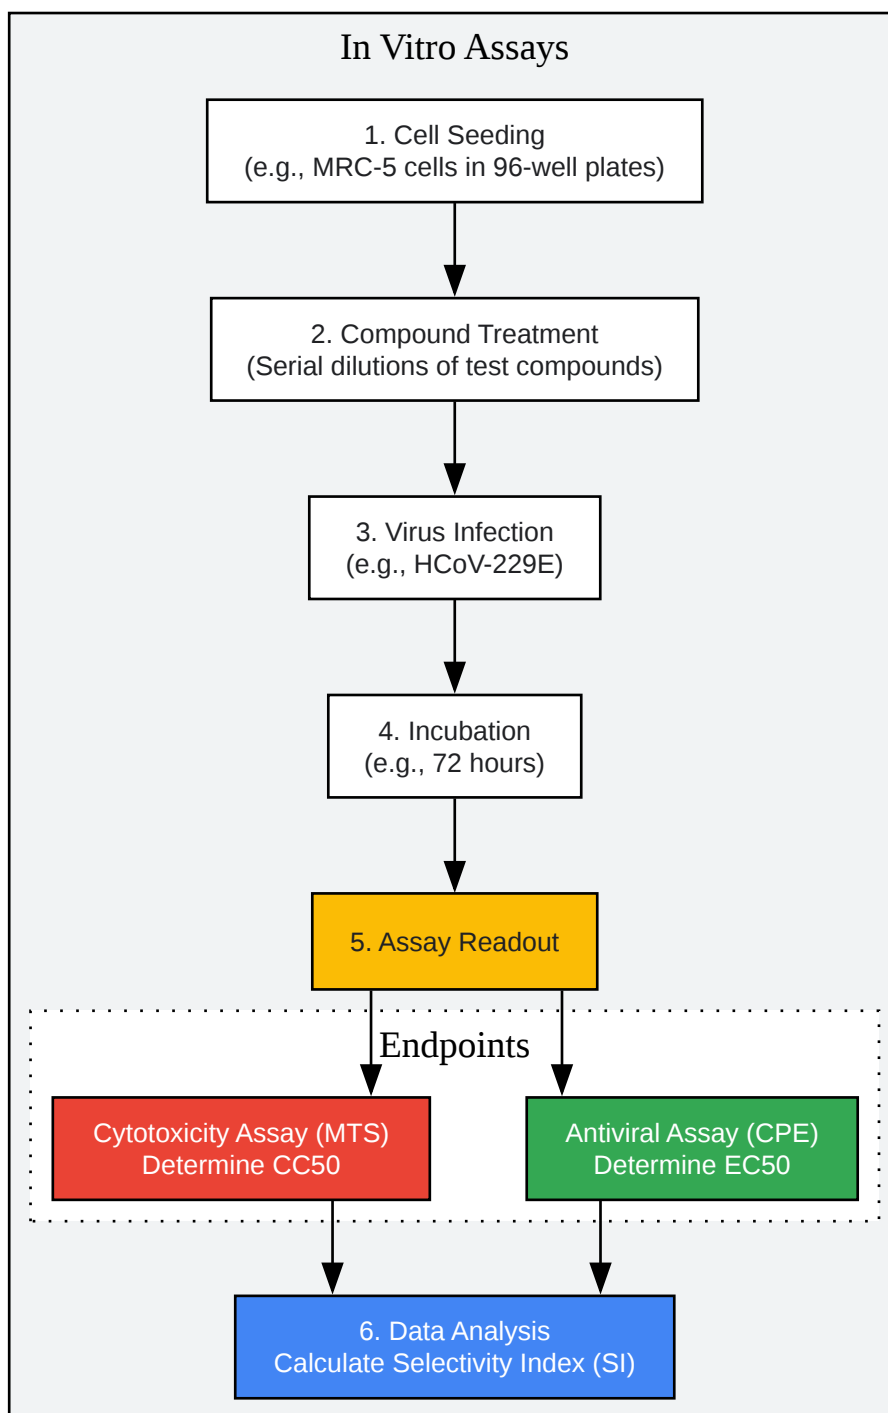 In Vitro Assays
1. Cell Seeding
(e.g., MRC-5 cells in 96-well plates)
2. Compound Treatment
(Serial dilutions of test compounds)
3. Virus Infection
(e.g., HCoV-229E)
4. Incubation
(e.g., 72 hours)
5. Assay Readout
Endpoints
Cytotoxicity Assay (MTS)
Determine CC50
Antiviral Assay (CPE)
Determine EC50
6. Data Analysis
Calculate Selectivity Index (SI)